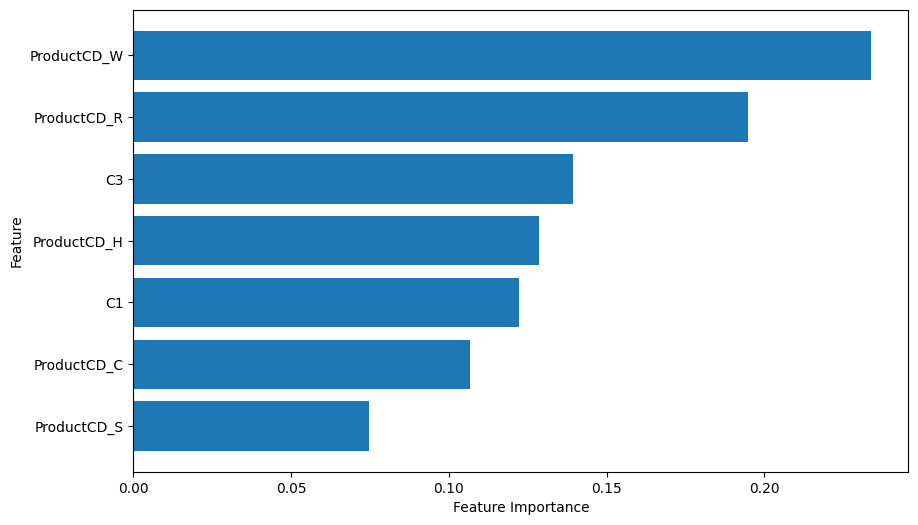 ProductCD_W
ProductCD_R
C3
ProductCD_H
C1
ProductCD_C
ProductCD_S
Feature
0.00 0.05 0.10 0.15 0.20
Feature Importance